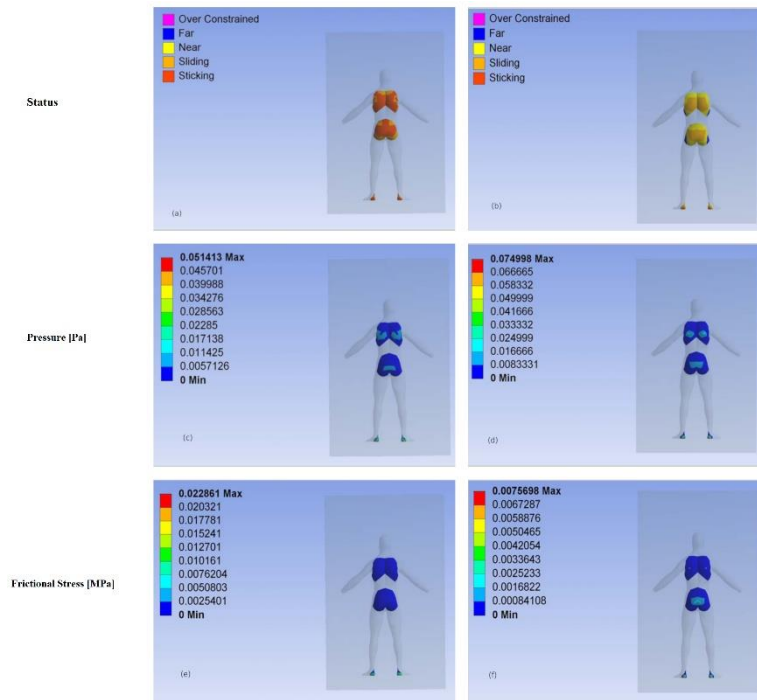 Status
Over Constrained
Far
Near
Sliding
Sticking
(a)
Over Constrained
Far
Near
Sliding
Sticking
(b)
Pressure [Pa]
0.051413 Max
0.045701
0.039988
0.034276
0.028563
0.02285
0.017138
0.011425
0.0057126
0 Min
(c)
0.074998 Max
0.066665
0.058332
0.049999
0.041666
0.033332
0.024999
0.016666
0.0083331
0 Min
(d)
Frictional Stress [MPa]
0.022861 Max
0.020321
0.017781
0.015241
0.012701
0.010161
0.0076204
0.0050803
0.0025401
0 Min
(e)
0.0075698 Max
0.0067287
0.0058876
0.0050465
0.0042054
0.0033643
0.0025233
0.0016822
0.00084108
0 Min
(f)